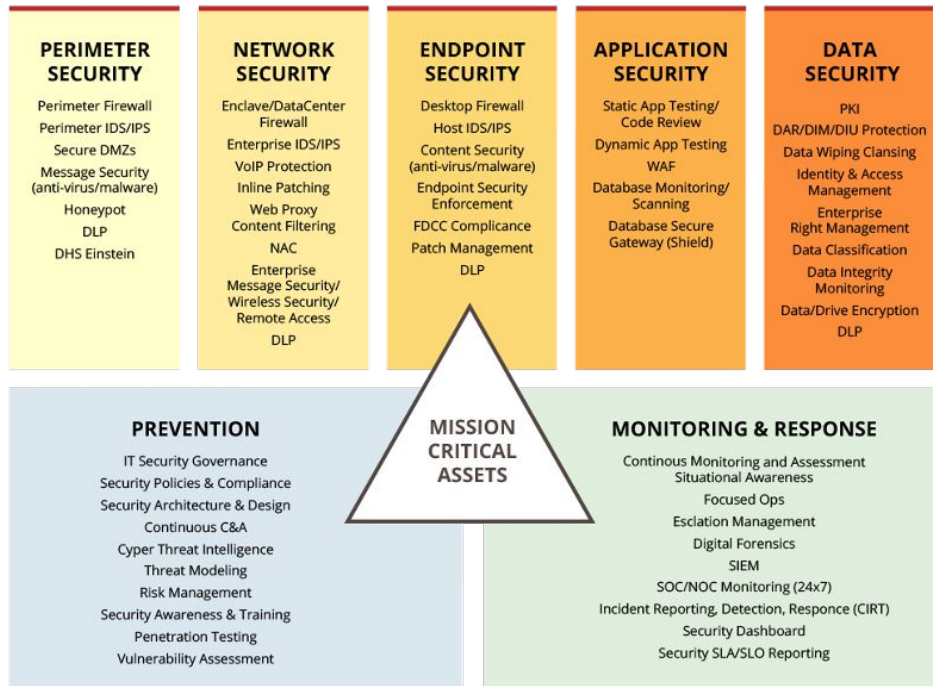 PERIMETER
SECURITY
Perimeter Firewall
Perimeter IDS/IPS
Secure DMZs
Message Security
(anti-virus/malware)
Honeypot
DLP
DHS Einstein
NETWORK
SECURITY
Enclave/DataCenter
Firewall
Enterprise IDS/IPS
VoIP Protection
Inline Patching
Web Proxy
Content Filtering
NAC
Enterprise
Message Security/
Wireless Security/
Remote Access
DLP
ENDPOINT
SECURITY
Desktop Firewall
Host IDS/IPS
Content Security
(anti-virus/malware)
Endpoint Security
Enforcement
FDCC Complicance
Patch Management
DLP
APPLICATION
SECURITY
Static App Testing/
Code Review
Dynamic App Testing
WAF
Database Monitoring/
Scanning
Database Secure
Gateway (Shield)
DATA
SECURITY
PKI
DAR/DIM/DIU Protection
Data Wiping Clansing
Identity & Access
Management
Enterprise
Right Management
Data Classification
Data Integrity
Monitoring
Data/Drive Encryption
DLP
PREVENTION
IT Security Governance
Security Policies & Compliance
Security Architecture & Design
Continuous C&A
Cyper Threat Intelligence
Threat Modeling
Risk Management
Security Awareness & Training
Penetration Testing
Vulnerability Assessment
MISSION
CRITICAL
ASSETS
MONITORING & RESPONSE
Continous Monitoring and Assessment
Situational Awareness
Focused Ops
Esclation Management
Digital Forensics
SIEM
SOC/NOC Monitoring (24x7)
Incident Reporting, Detection, Responce (CIRT)
Security Dashboard
Security SLA/SLO Reporting